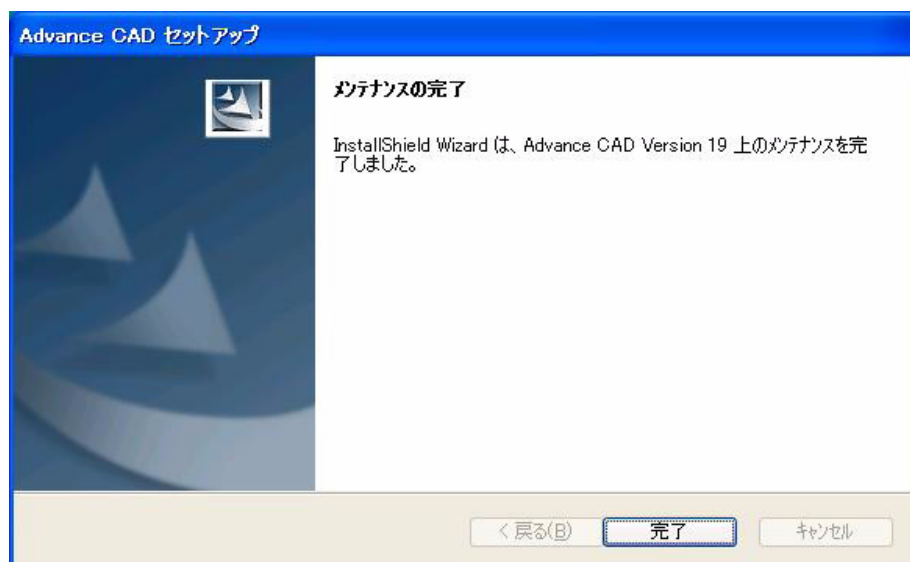 Advance CAD セットアップ
メンテナンスの完了
InstallShield Wizard は、Advance CAD Version 19 上のメンテナンスを完
了しました。
< 戻る(B)
完了
キャンセル